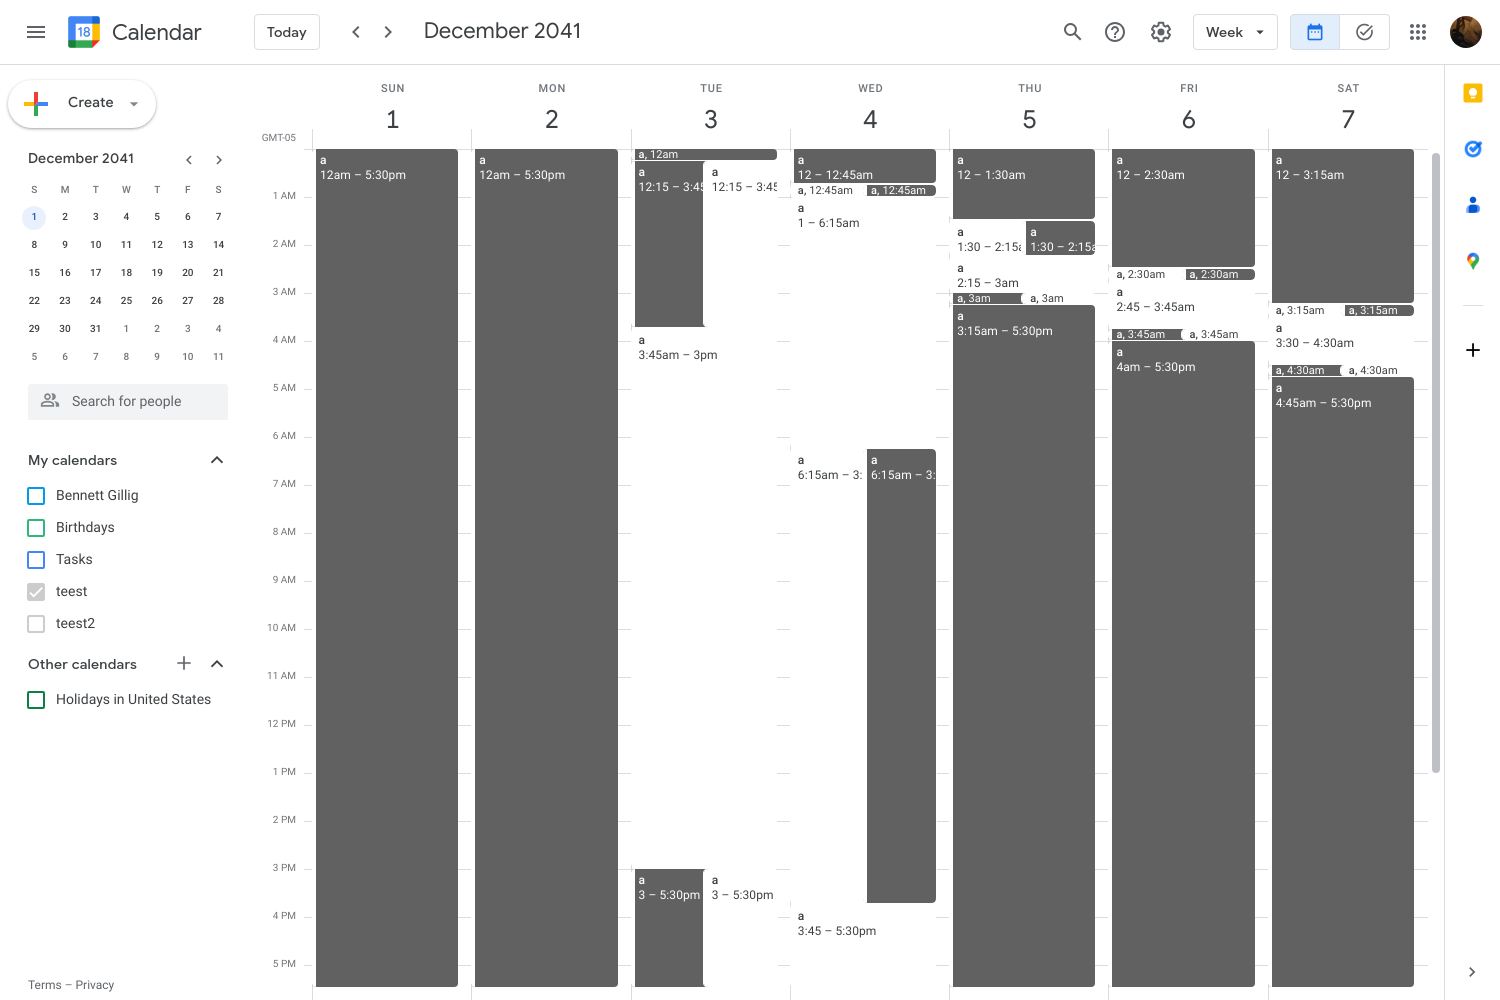 18 Calendar Today December 2041 Week
Create
SUN MON TUE WED THU FRI SAT
1 2 3 4 5 6 7
GMT-05
December 2041
S M T W T F S
1 2 3 4 5 6 7
8 9 10 11 12 13 14
15 16 17 18 19 20 21
22 23 24 25 26 27 28
29 30 31 1 2 3 4
5 6 7 8 9 10 11
Search for people
My calendars
Bennett Gillig
Birthdays
Tasks
teest
teest2
Other calendars
Holidays in United States
Terms – Privacy
1 AM
2 AM
3 AM
4 AM
5 AM
6 AM
7 AM
8 AM
9 AM
10 AM
11 AM
12 PM
1 PM
2 PM
3 PM
4 PM
5 PM
a
12am – 5:30pm
a
12am – 5:30pm
a, 12am
a
12:15 – 3:45
a
12:15 – 3:45
a
3:45am – 3pm
a
3 – 5:30pm
a
3 – 5:30pm
a
12 – 12:45am
a, 12:45am
a, 12:45am
a
1 – 6:15am
a
6:15am – 3:
a
6:15am – 3:
a
3:45 – 5:30pm
a
12 – 1:30am
a
1:30 – 2:15a
a
1:30 – 2:15a
a
2:15 – 3am
a, 3am
a, 3am
a
3:15am – 5:30pm
a
12 – 2:30am
a, 2:30am
a, 2:30am
a
2:45 – 3:45am
a, 3:45am
a, 3:45am
a
4am – 5:30pm
a
12 – 3:15am
a, 3:15am
a, 3:15am
a
3:30 – 4:30am
a, 4:30am
a, 4:30am
a
4:45am – 5:30pm